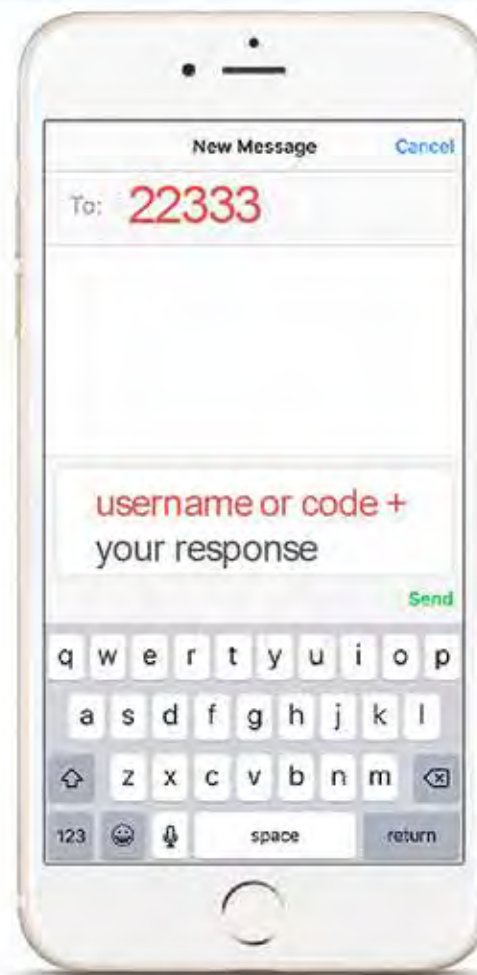 New Message Cancel
To: 22333
username or code +
your response
Send
q w e r t y u i o p
a s d f g h j k l
z x c v b n m
123 space return